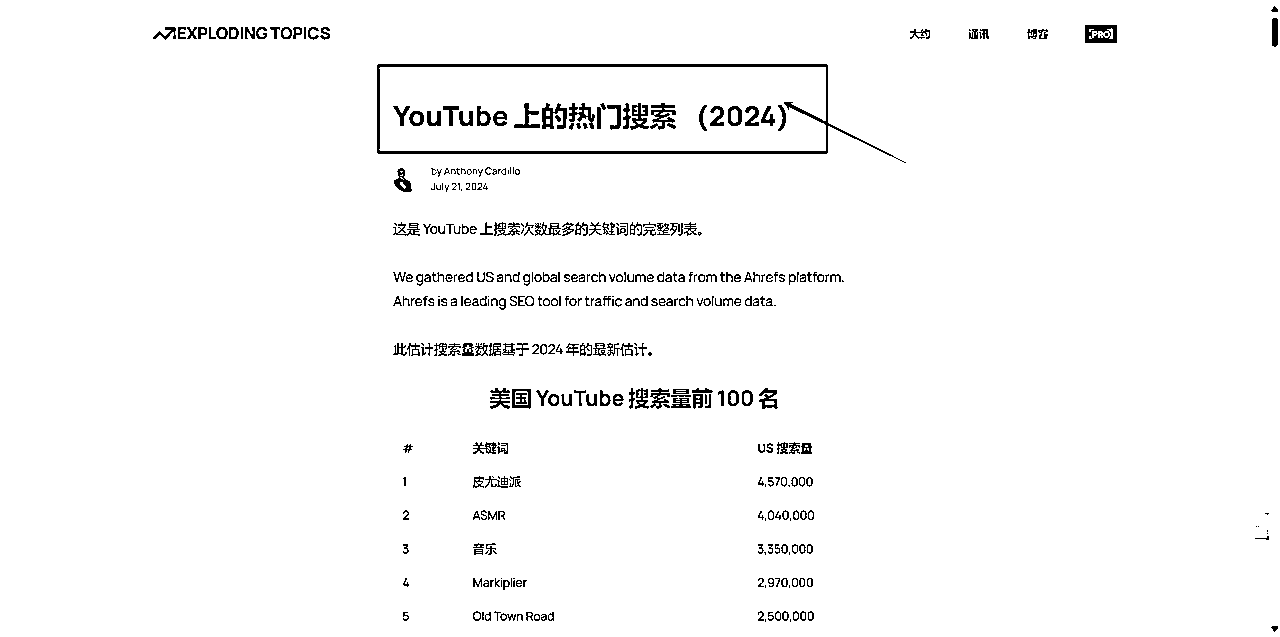 EXPLODING TOPICS
大约 通讯 博客 [PRO]
YouTube 上的热门搜索 （2024）
by Anthony Cardillo
July 21, 2024
这是 YouTube 上搜索次数最多的关键词的完整列表。
We gathered US and global search volume data from the Ahrefs platform.
Ahrefs is a leading SEO tool for traffic and search volume data.
此估计搜索量数据基于 2024 年的最新估计。
美国 YouTube 搜索量前 100 名
# 关键词 US 搜索量
1 皮尤迪派 4,570,000
2 ASMR 4,040,000
3 音乐 3,350,000
4 Markiplier 2,970,000
5 Old Town Road 2,500,000